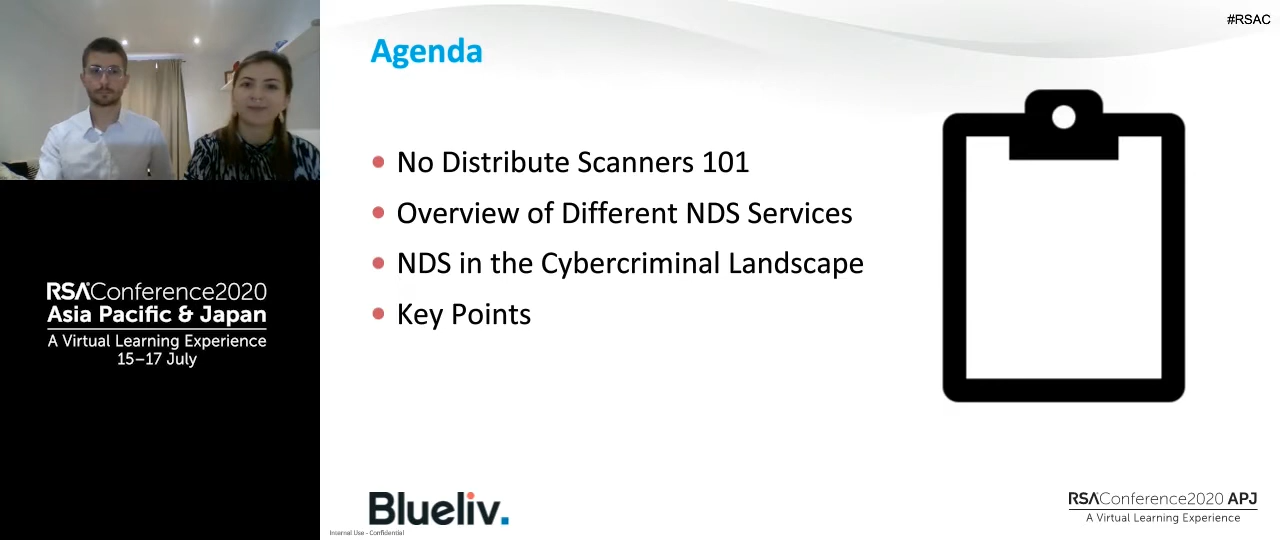 #RSAC
Agenda
No Distribute Scanners 101
Overview of Different NDS Services
NDS in the Cybercriminal Landscape
Key Points
RSAConference2020
Asia Pacific & Japan
A Virtual Learning Experience
15–17 July
Blueliv.
Internal Use - Confidential
RSAConference2020 APJ
A Virtual Learning Experience